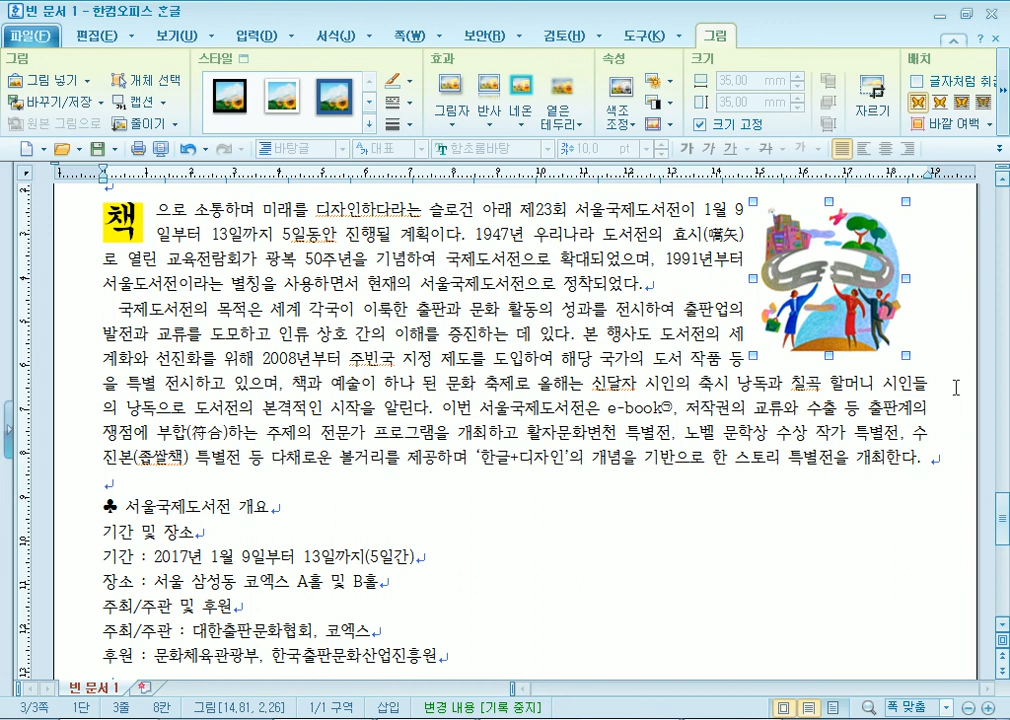 빈 문서 1 - 한컴오피스 흔글
파일(F) 편집(E) 보기(U) 입력(D) 서식(J) 쪽(W) 보안(R) 검토(H) 도구(K) 그림
그림 스타일 효과 속성 크기 배치
그림 넣기 개체 선택
바꾸기/저장 캡션
원본 그림으로 줄이기
그림자 반사 네온 옅은 테두리
색조 조정
35,00 mm
35,00 mm
크기 고정
자르기
글자처럼 취급
바깥 여백
바탕글 대표 함초롬바탕 10,0 pt 가 가 가 가 가
1 1 2 3 4 5 6 7 8 9 10 11 12 13 14 15 16 17 18 19
책으로 소통하며 미래를 디자인하다라는 슬로건 아래 제23회 서울국제도서전이 1월 9
일부터 13일까지 5일동안 진행될 계획이다. 1947년 우리나라 도서전의 효시(嚆矢)
로 열린 교육전람회가 광복 50주년을 기념하여 국제도서전으로 확대되었으며, 1991년부터
서울도서전이라는 별칭을 사용하면서 현재의 서울국제도서전으로 정착되었다.
국제도서전의 목적은 세계 각국이 이룩한 출판과 문화 활동의 성과를 전시하여 출판업의
발전과 교류를 도모하고 인류 상호 간의 이해를 증진하는 데 있다. 본 행사도 도서전의 세
계화와 선진화를 위해 2008년부터 주빈국 지정 제도를 도입하여 해당 국가의 도서 작품 등
을 특별 전시하고 있으며, 책과 예술이 하나 된 문화 축제로 올해는 신달자 시인의 축시 낭독과 칠곡 할머니 시인들
의 낭독으로 도서전의 본격적인 시작을 알린다. 이번 서울국제도서전은 e-book㉠, 저작권의 교류와 수출 등 출판계의
쟁점에 부합(符合)하는 주제의 전문가 프로그램을 개최하고 활자문화변천 특별전, 노벨 문학상 수상 작가 특별전, 수
진본(좁쌀책) 특별전 등 다채로운 볼거리를 제공하며 ‘한글+디자인’의 개념을 기반으로 한 스토리 특별전을 개최한다.
♣ 서울국제도서전 개요
기간 및 장소
기간 : 2017년 1월 9일부터 13일까지(5일간)
장소 : 서울 삼성동 코엑스 A홀 및 B홀
주최/주관 및 후원
주최/주관 : 대한출판문화협회, 코엑스
후원 : 문화체육관광부, 한국출판문화산업진흥원
빈 문서 1
3/3쪽 1단 3줄 8칸 그림[14,81, 2,26] 1/1 구역 삽입 변경 내용 [기록 중지] 폭 맞춤